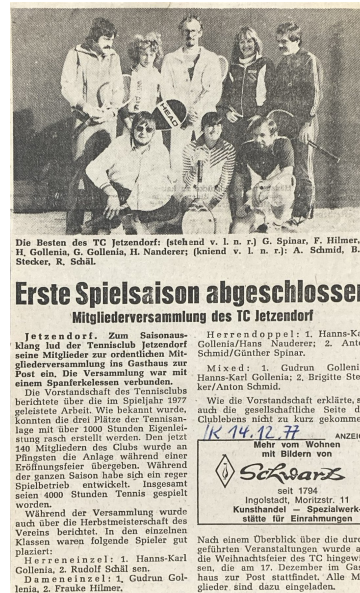 HEAD
Die Besten des TC Jetzendorf: (stehend v. l. n. r.) G. Spinar, F. Hilmer,
H. Gollenia, G. Gollenia, H. Nanderer; (kniend v. l. n. r.): A. Schmid, B.
Stecker, R. Schäl.
Erste Spielsaison abgeschlossen
Mitgliederversammlung des TC Jetzendorf
Jetzendorf. Zum Saisonaus-
klang lud der Tennisclub Jetzendorf
seine Mitglieder zur ordentlichen Mit-
gliederversammlung ins Gasthaus zur
Post ein. Die Versammlung war mit
einem Spanferkelessen verbunden.
Die Vorstandschaft des Tennisclubs
berichtete über die im Spieljahr 1977
geleistete Arbeit. Wie bekannt wurde,
konnten die drei Plätze der Tennisan-
lage mit über 1000 Stunden Eigenlei-
stung rasch erstellt werden. Den jetzt
140 Mitgliedern des Clubs wurde an
Pfingsten die Anlage während einer
Eröffnungsfeier übergeben. Während
der ganzen Saison habe sich ein reger
Spielbetrieb entwickelt. Insgesamt
seien 4000 Stunden Tennis gespielt
worden.
Während der Versammlung wurde
auch über die Herbstmeisterschaft des
Vereins berichtet. In den einzelnen
Klassen waren folgende Spieler gut
plaziert:
Herreneinzel: 1. Hanns-Karl
Gollenia, 2. Rudolf Schäl sen.
Dameneinzel: 1. Gudrun Gol-
lenia, 2. Frauke Hilmer.
Herrendoppel: 1. Hanns-Ka
Gollenia/Hans Nauderer; 2. Anto
Schmid/Günther Spinar.
Mixed: 1. Gudrun Golleni
Hanns-Karl Gollenia; 2. Brigitte Ste
ker/Anton Schmid.
Wie die Vorstandschaft erklärte, s
auch die gesellschaftliche Seite d
Clublebens nicht zu kurz gekomme
IK 14.12.77
ANZEIG
Mehr vom Wohnen
mit Bildern von
Schwarz
seit 1794
Ingolstadt, Moritzstr. 11
Kunsthandel — Spezialwerk-
stätte für Einrahmungen
Nach einem Überblick über die durc
geführten Veranstaltungen wurde a
die Weihnachtsfeier des TC hingewi
sen, die am 17. Dezember im Gas
haus zur Post stattfindet. Alle Mi
glieder sind dazu eingeladen.